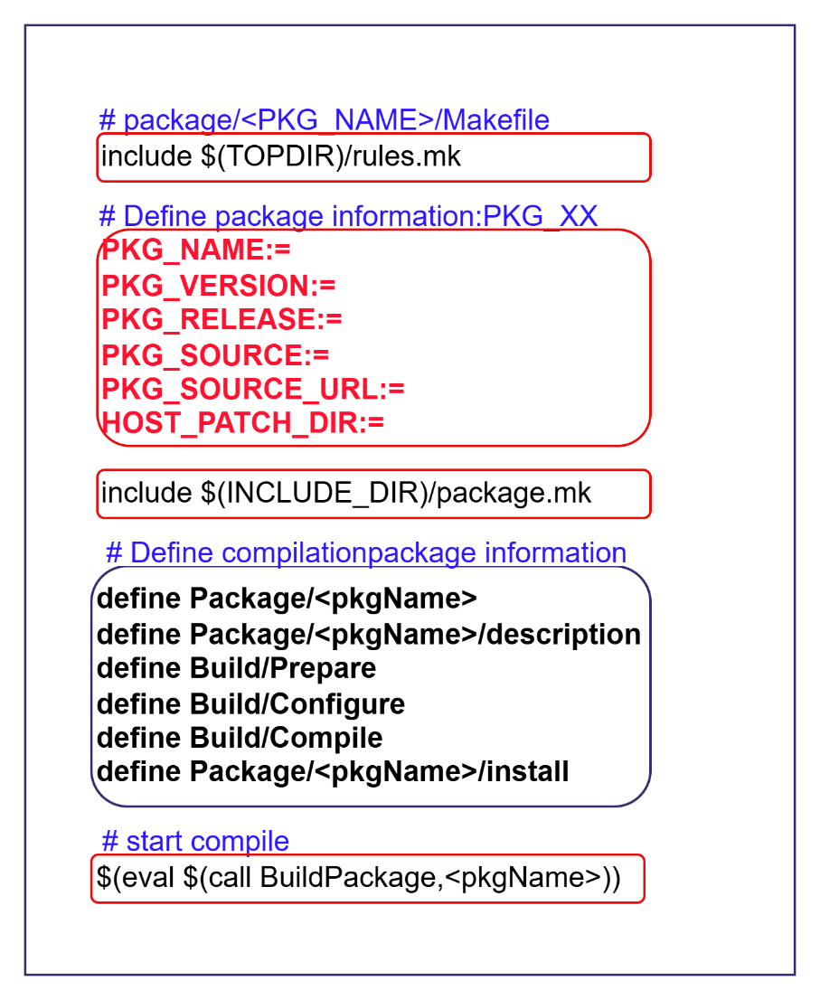 # package/<PKG_NAME>/Makefile
include $(TOPDIR)/rules.mk
# Define package information:PKG_XX
PKG_NAME:=
PKG_VERSION:=
PKG_RELEASE:=
PKG_SOURCE:=
PKG_SOURCE_URL:=
HOST_PATCH_DIR:=
include $(INCLUDE_DIR)/package.mk
# Define compilationpackage information
define Package/<pkgName>
define Package/<pkgName>/description
define Build/Prepare
define Build/Configure
define Build/Compile
define Package/<pkgName>/install
# start compile
$(eval $(call BuildPackage,<pkgName>))